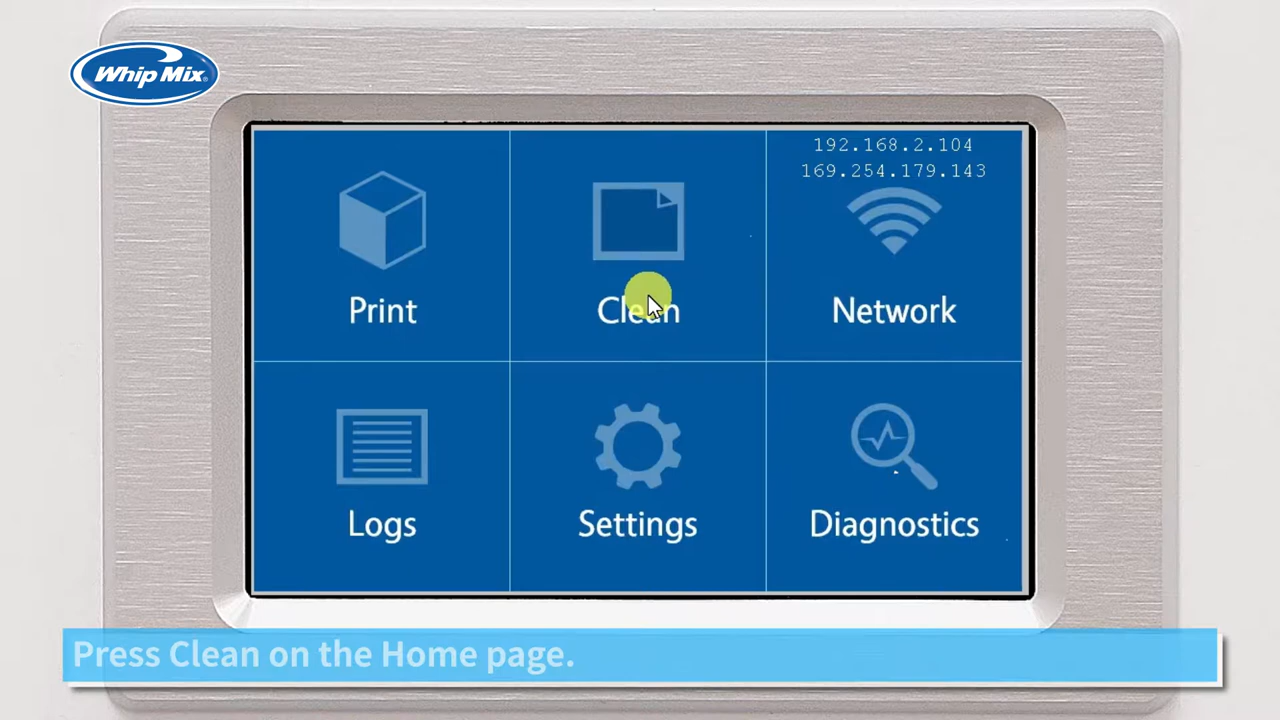 Whip Mix®
192.168.2.104
169.254.179.143
Print
Clean
Network
Logs
Settings
Diagnostics
Press Clean on the Home page.